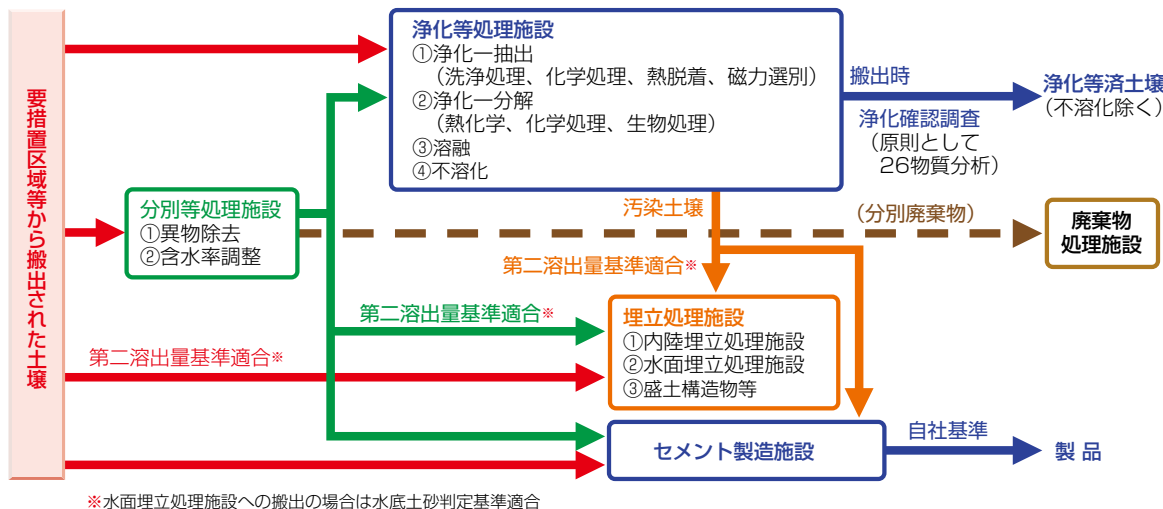 要措置区域等から搬出された土壌
浄化等処理施設
①浄化ー抽出
（洗浄処理、化学処理、熱脱着、磁力選別）
②浄化ー分解
（熱化学、化学処理、生物処理）
③溶融
④不溶化
搬出時
浄化確認調査
（原則として
26物質分析）
浄化等済土壌
（不溶化除く）
分別等処理施設
①異物除去
②含水率調整
汚染土壌
（分別廃棄物）
廃棄物
処理施設
第二溶出量基準適合※
第二溶出量基準適合※
第二溶出量基準適合※
埋立処理施設
①内陸埋立処理施設
②水面埋立処理施設
③盛土構造物等
セメント製造施設
自社基準
製品
※水面埋立処理施設への搬出の場合は水底土砂判定基準適合